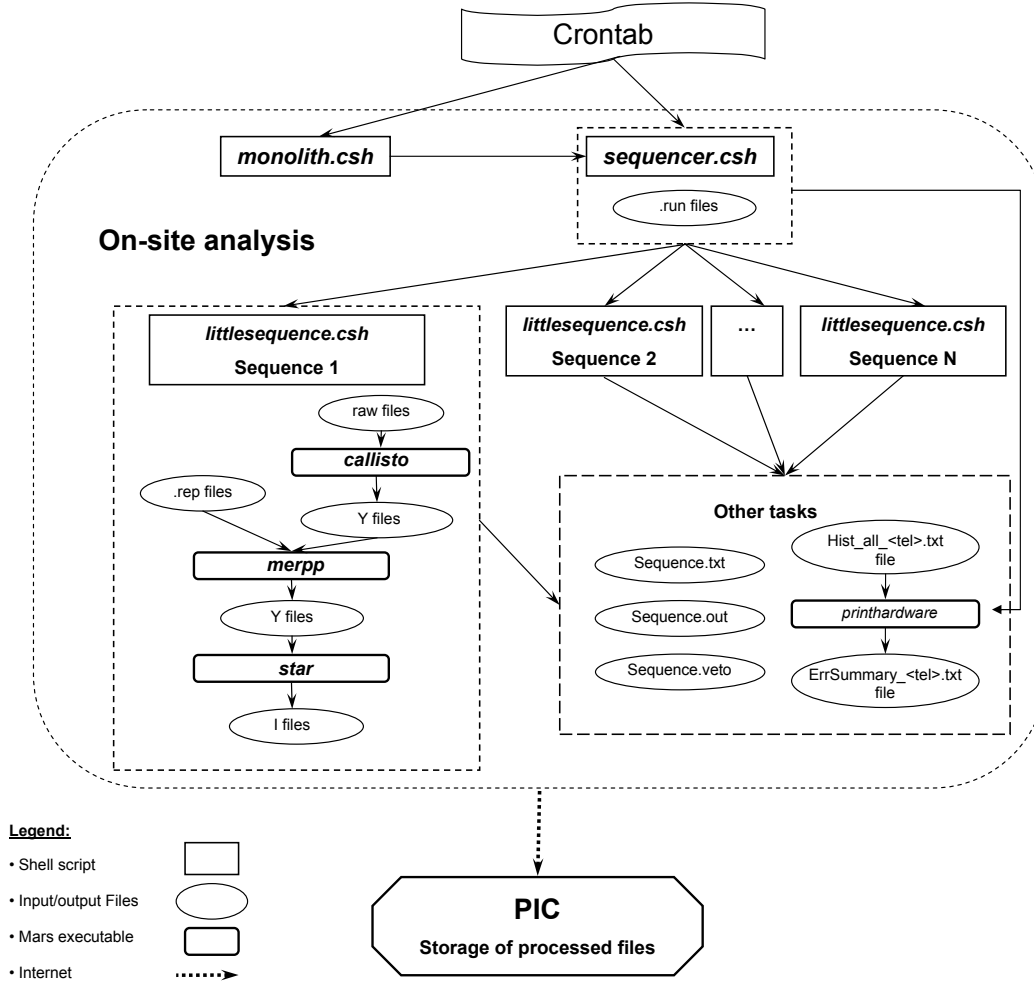 Crontab
monolith.csh
sequencer.csh
.run files
On-site analysis
littlesequence.csh
Sequence 1
littlesequence.csh
Sequence 2
...
littlesequence.csh
Sequence N
raw files
callisto
.rep files
Y files
merpp
Y files
star
I files
Other tasks
Sequence.txt
Sequence.out
Sequence.veto
Hist_all_<tel>.txt
file
printhardware
ErrSummary_<tel>.txt
file
Legend:
• Shell script
• Input/output Files
• Mars executable
• Internet
PIC
Storage of processed files